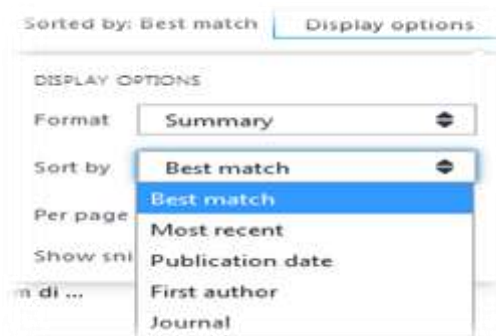 Sorted by: Best match Display options
DISPLAY OPTIONS
Format Summary
Sort by Best match
Best match
Per page
Most recent
Show sni
Publication date
m di ...
First author
Journal